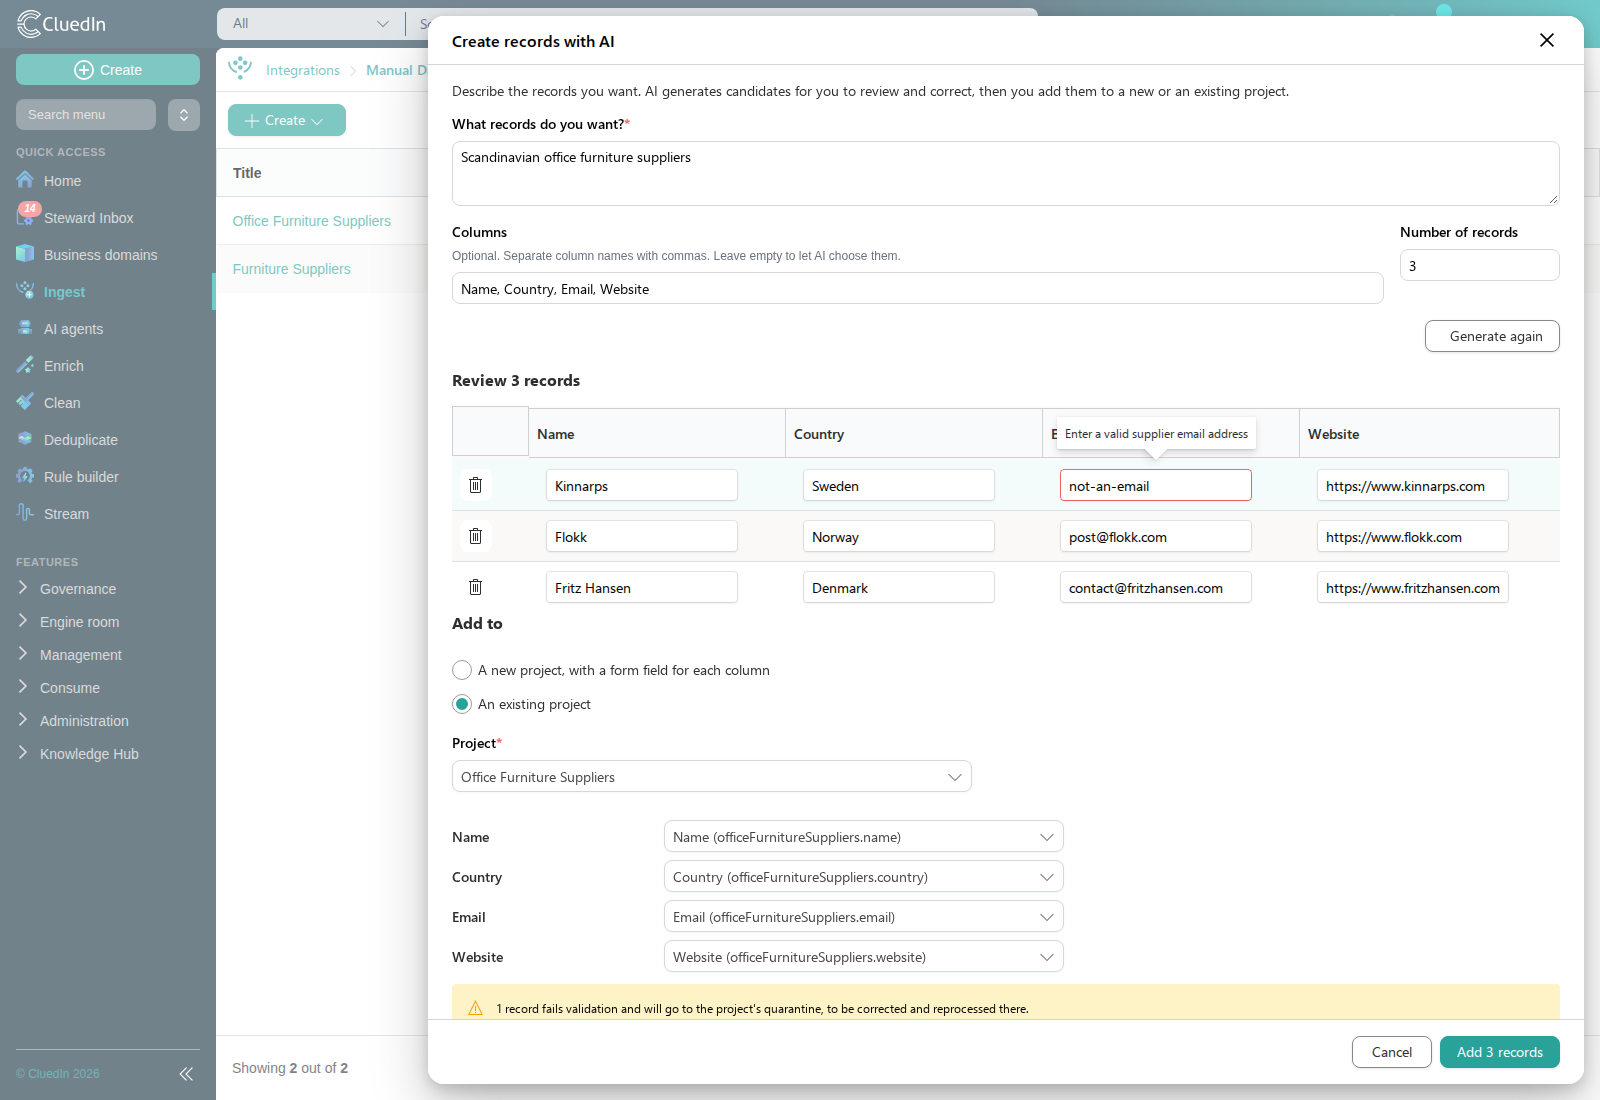 CluedIn
All
Create
Search menu
QUICK ACCESS
Home
14
Steward Inbox
Business domains
Ingest
AI agents
Enrich
Clean
Deduplicate
Rule builder
Stream
FEATURES
Governance
Engine room
Management
Consume
Administration
Knowledge Hub
© CluedIn 2026
Integrations
Manual D
Create
Title
Office Furniture Suppliers
Furniture Suppliers
Showing 2 out of 2
Create records with AI
Describe the records you want. AI generates candidates for you to review and correct, then you add them to a new or an existing project.
What records do you want?*
Scandinavian office furniture suppliers
Columns
Optional. Separate column names with commas. Leave empty to let AI choose them.
Name, Country, Email, Website
Number of records
3
Generate again
Review 3 records
Name Country E Website
Enter a valid supplier email address
Kinnarps Sweden not-an-email https://www.kinnarps.com
Flokk Norway post@flokk.com https://www.flokk.com
Fritz Hansen Denmark contact@fritzhansen.com https://www.fritzhansen.com
Add to
A new project, with a form field for each column
An existing project
Project*
Office Furniture Suppliers
Name Name (officeFurnitureSuppliers.name)
Country Country (officeFurnitureSuppliers.country)
Email Email (officeFurnitureSuppliers.email)
Website Website (officeFurnitureSuppliers.website)
1 record fails validation and will go to the project's quarantine, to be corrected and reprocessed there.
Cancel
Add 3 records